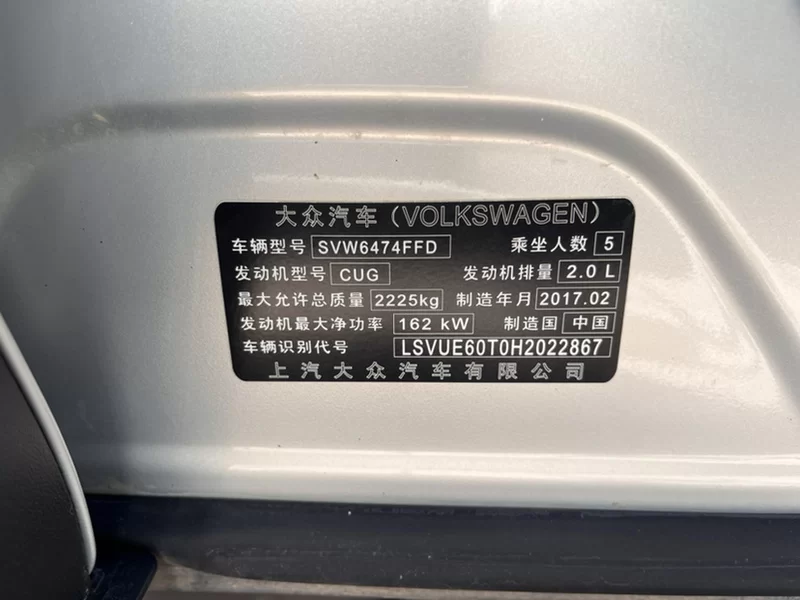 大众汽车(VOLKSWAGEN)
车辆型号 SVW6474FFD 乘坐人数 5
发动机型号 CUG 发动机排量 2.0 L
最大允许总质量 2225kg 制造年月 2017.02
发动机最大净功率 162 kW 制造国 中国
车辆识别代号 LSVUE60T0H2022867
上汽大众汽车有限公司